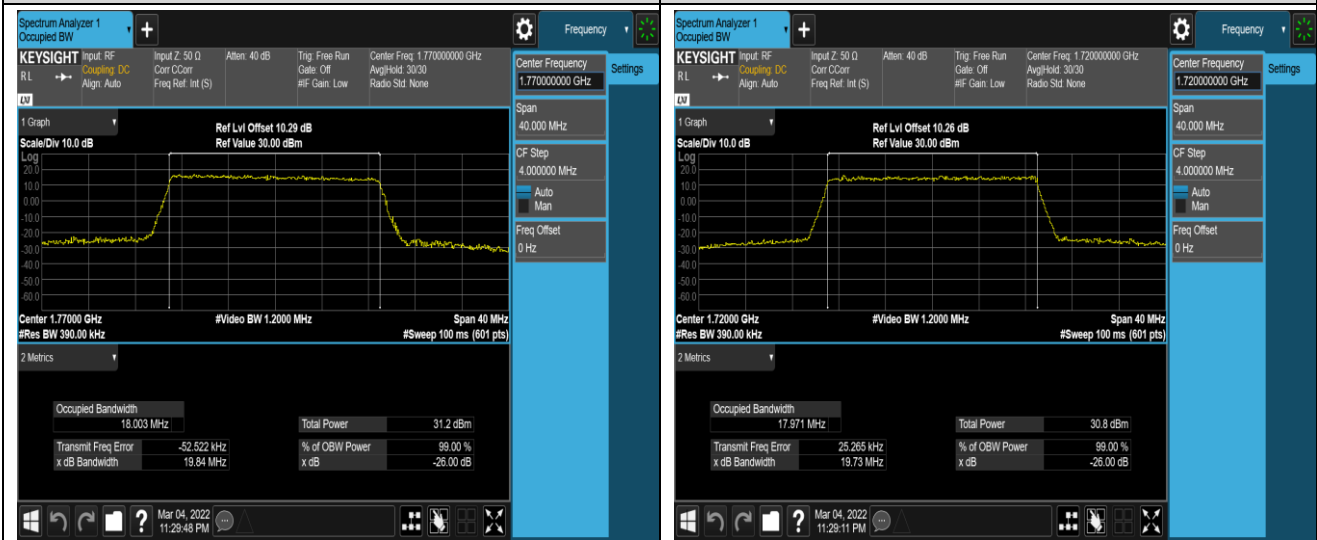 Spectrum Analyzer 1
Occupied BW
+
Frequency
KEYSIGHT
Input: RF
Input Z: 50 Ω
Atten: 40 dB
Trig: Free Run
Center Freq: 1.770000000 GHz
RL
Coupling: DC
Corr CCorr
Gate: Off
Avg|Hold: 30/30
Align: Auto
Freq Ref: Int (S)
#IF Gain: Low
Radio Std: None
LXI
Center Frequency
1.770000000 GHz
Settings
Span
40.000 MHz
CF Step
4.000000 MHz
Auto
Man
Freq Offset
0 Hz
1 Graph
Ref Lvl Offset 10.29 dB
Scale/Div 10.0 dB
Ref Value 30.00 dBm
Log
20.0
10.0
0.00
-10.0
-20.0
-30.0
-40.0
-50.0
-60.0
Center 1.77000 GHz
#Video BW 1.2000 MHz
Span 40 MHz
#Res BW 390.00 kHz
#Sweep 100 ms (601 pts)
2 Metrics
Occupied Bandwidth
18.003 MHz
Total Power 31.2 dBm
Transmit Freq Error -52.522 kHz
% of OBW Power 99.00 %
x dB Bandwidth 19.84 MHz
x dB -26.00 dB
?
Mar 04, 2022
11:29:48 PM
Spectrum Analyzer 1
Occupied BW
+
Frequency
KEYSIGHT
Input: RF
Input Z: 50 Ω
Atten: 40 dB
Trig: Free Run
Center Freq: 1.720000000 GHz
RL
Coupling: DC
Corr CCorr
Gate: Off
Avg|Hold: 30/30
Align: Auto
Freq Ref: Int (S)
#IF Gain: Low
Radio Std: None
LXI
Center Frequency
1.720000000 GHz
Settings
Span
40.000 MHz
CF Step
4.000000 MHz
Auto
Man
Freq Offset
0 Hz
1 Graph
Ref Lvl Offset 10.26 dB
Scale/Div 10.0 dB
Ref Value 30.00 dBm
Log
20.0
10.0
0.00
-10.0
-20.0
-30.0
-40.0
-50.0
-60.0
Center 1.72000 GHz
#Video BW 1.2000 MHz
Span 40 MHz
#Res BW 390.00 kHz
#Sweep 100 ms (601 pts)
2 Metrics
Occupied Bandwidth
17.971 MHz
Total Power 30.8 dBm
Transmit Freq Error 25.265 kHz
% of OBW Power 99.00 %
x dB Bandwidth 19.73 MHz
x dB -26.00 dB
?
Mar 04, 2022
11:29:11 PM